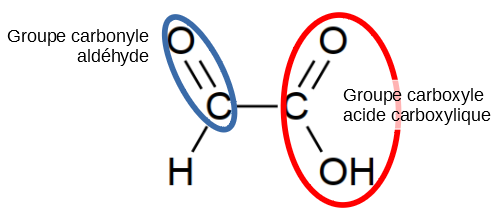 Groupe carbonyle
aldéhyde
O
O
C
C
Groupe carboxyle
acide carboxylique
H
OH